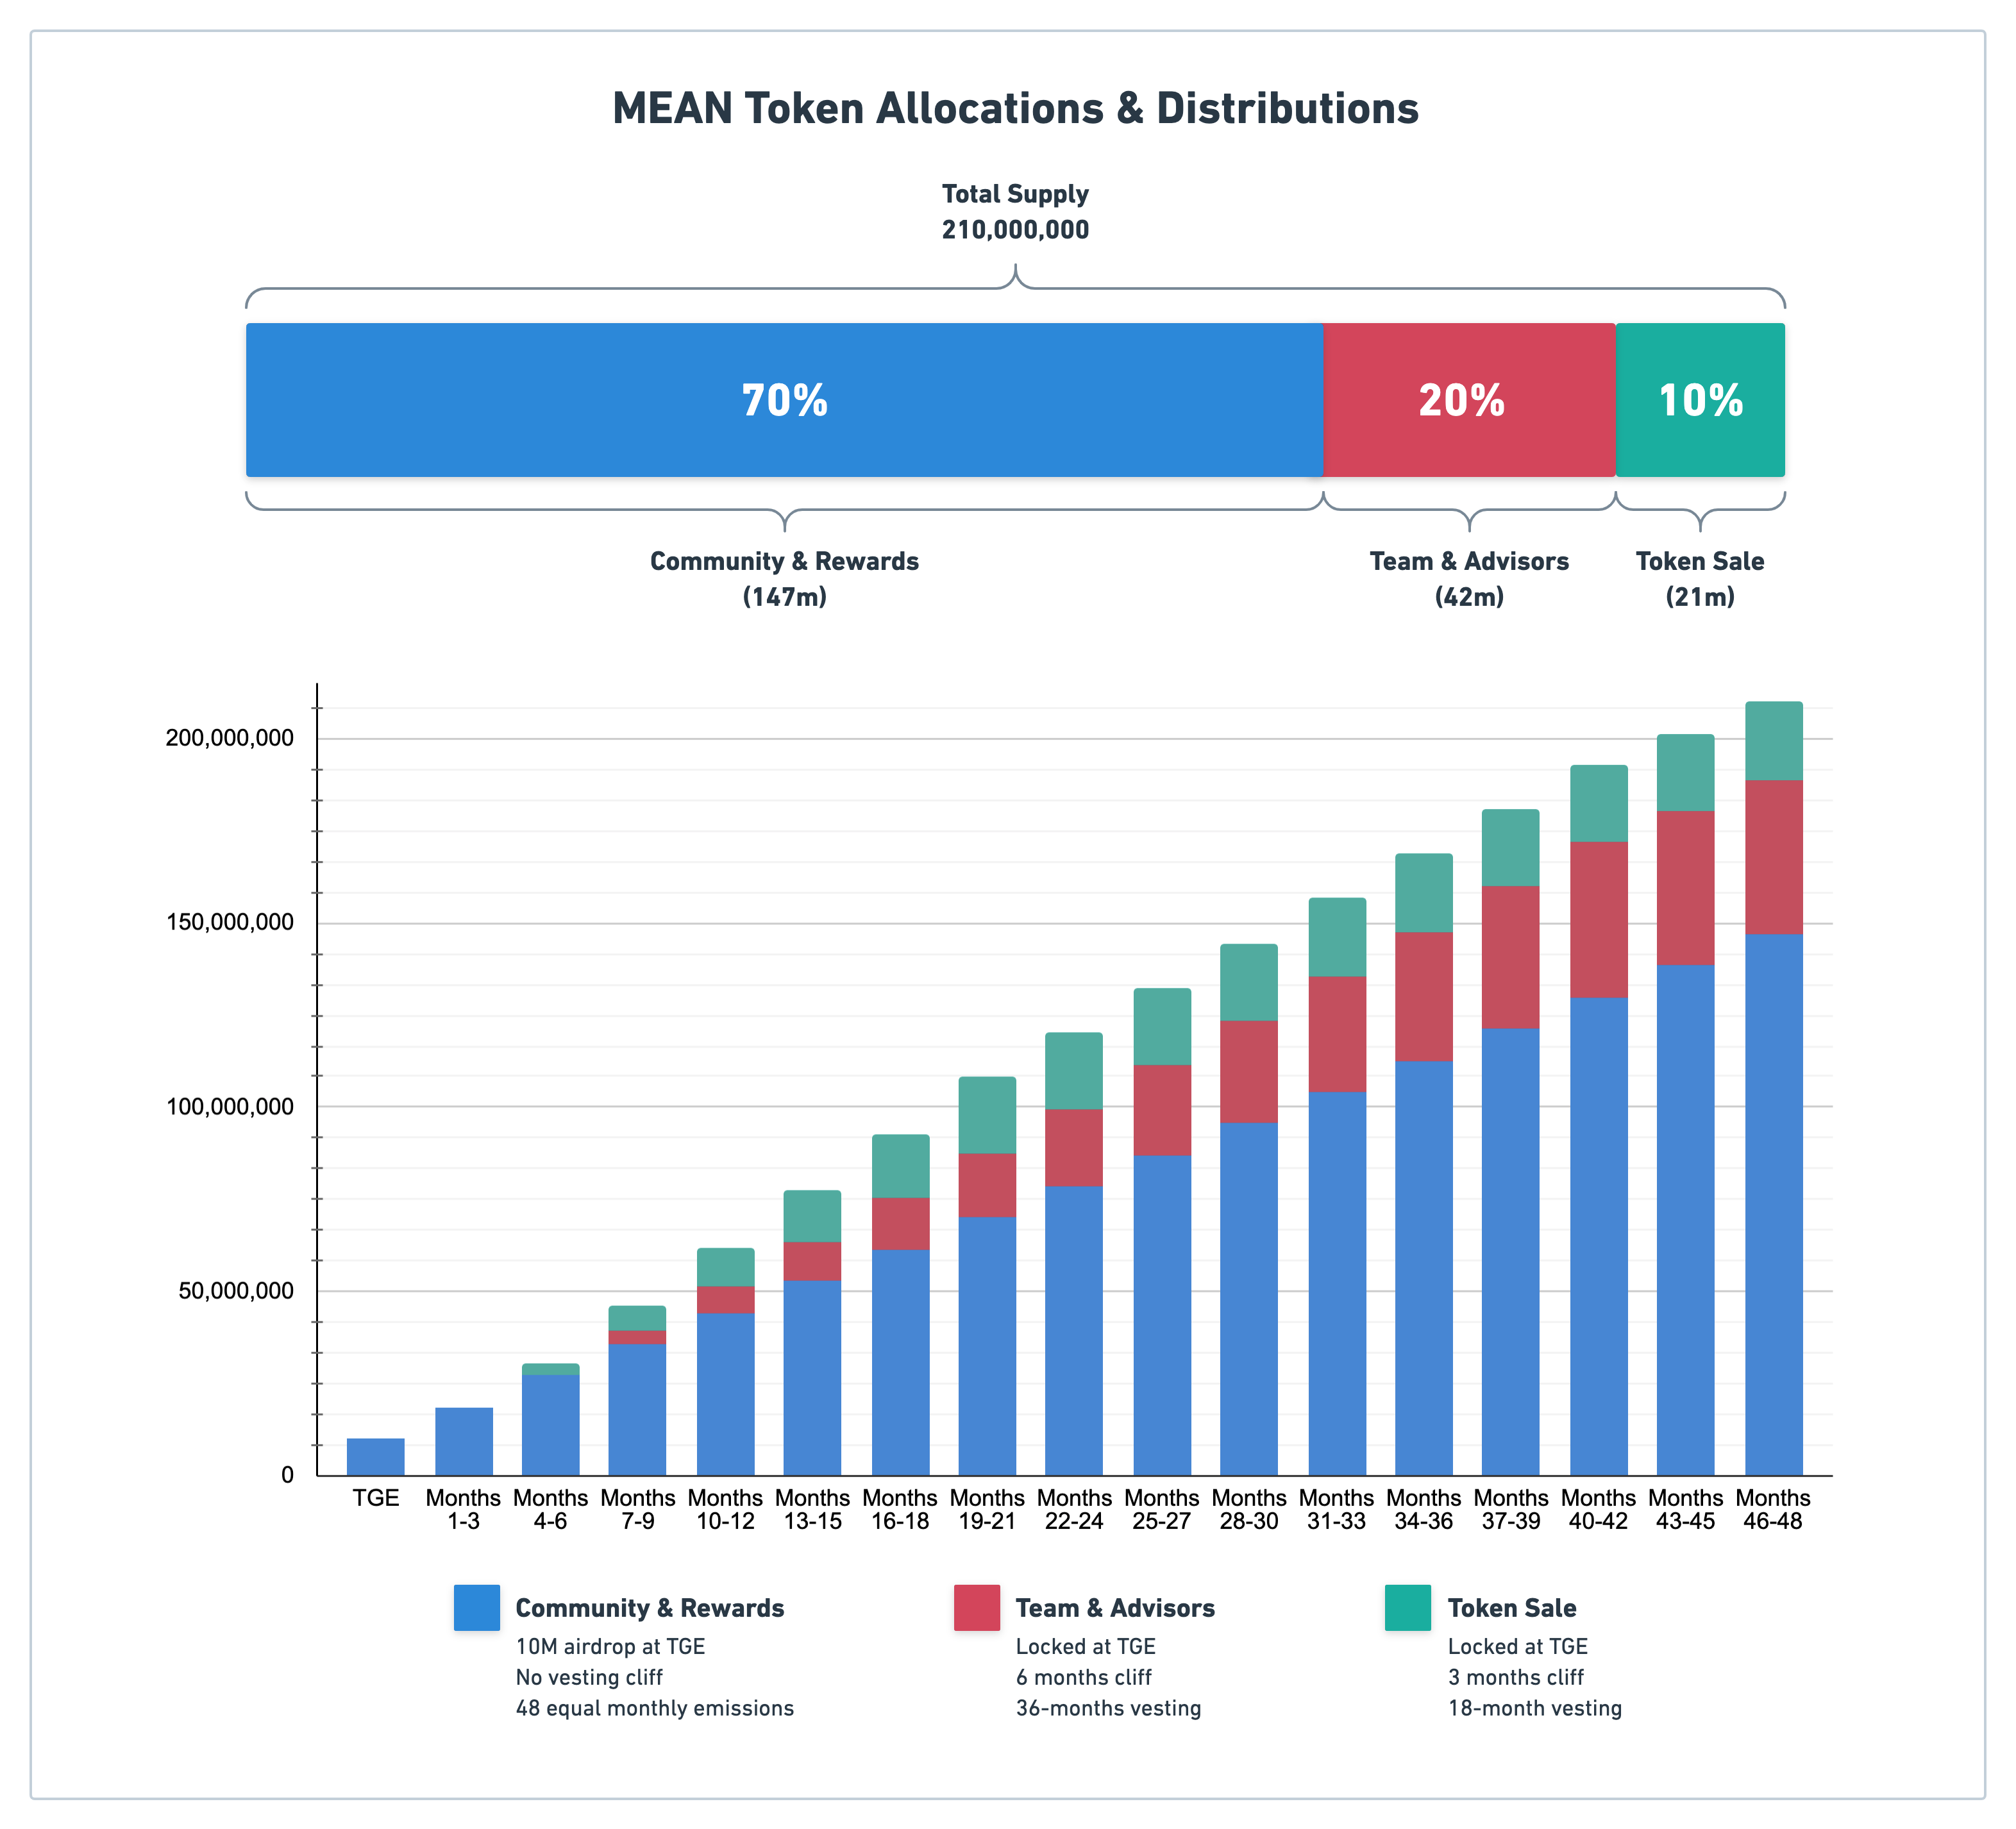 MEAN Token Allocations & Distributions
Total Supply
210,000,000
70%
20%
10%
Community & Rewards
(147m)
Team & Advisors
(42m)
Token Sale
(21m)
200,000,000
150,000,000
100,000,000
50,000,000
0
TGE
Months
1-3
Months
4-6
Months
7-9
Months
10-12
Months
13-15
Months
16-18
Months
19-21
Months
22-24
Months
25-27
Months
28-30
Months
31-33
Months
34-36
Months
37-39
Months
40-42
Months
43-45
Months
46-48
Community & Rewards
10M airdrop at TGE
No vesting cliff
48 equal monthly emissions
Team & Advisors
Locked at TGE
6 months cliff
36-months vesting
Token Sale
Locked at TGE
3 months cliff
18-month vesting